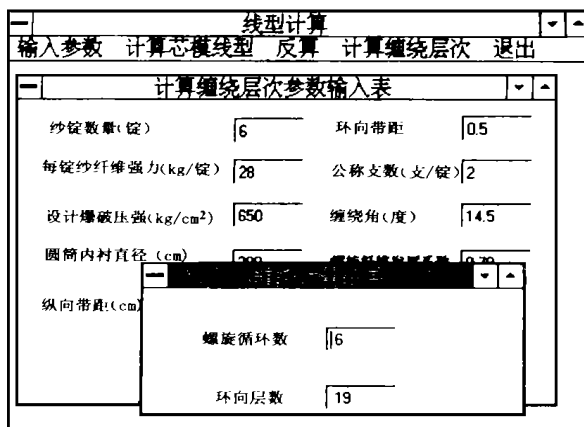 线型计算
输入参数 计算芯模线型 反算 计算缠绕层次 退出
计算缠绕层次参数输入表
纱锭数量(锭) 6 环向带距 0.5
每锭纱纤维强力(kg/锭) 28 公称支数(支/锭) 2
设计爆破压强(kg/cm²) 650 缠绕角(度) 14.5
圆筒内衬直径 (cm)
纵向带距(cm)
螺旋循环数 6
环向层数 19